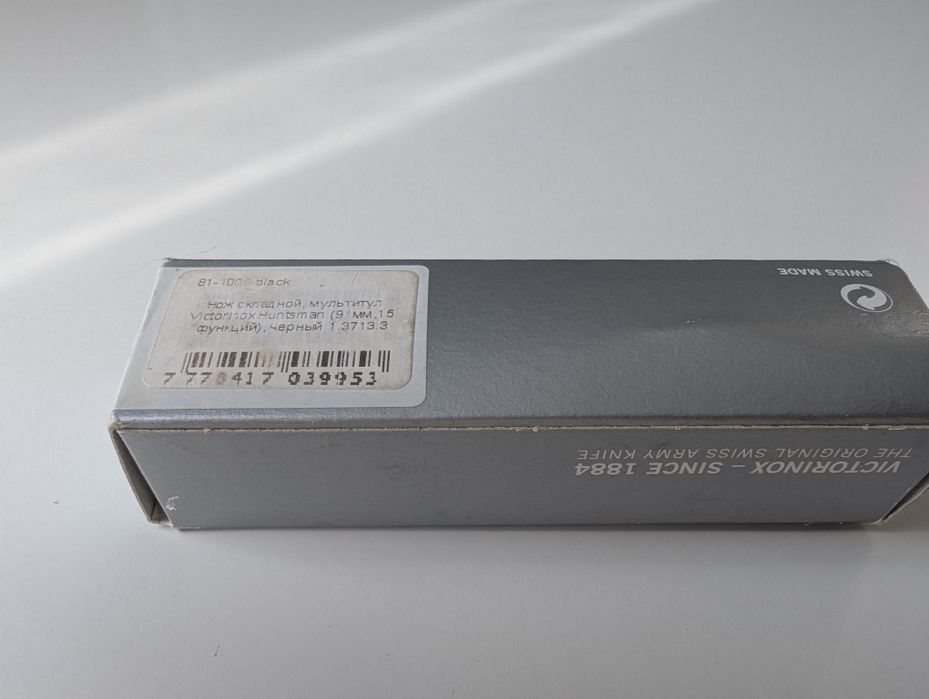 81-1006-black
Нож складной, мультитул
Victorinox Huntsman (91мм,15
функций), черный 1.3713.3
7 778417 039953
SWISS MADE
VICTORINOX – SINCE 1884
THE ORIGINAL SWISS ARMY KNIFE